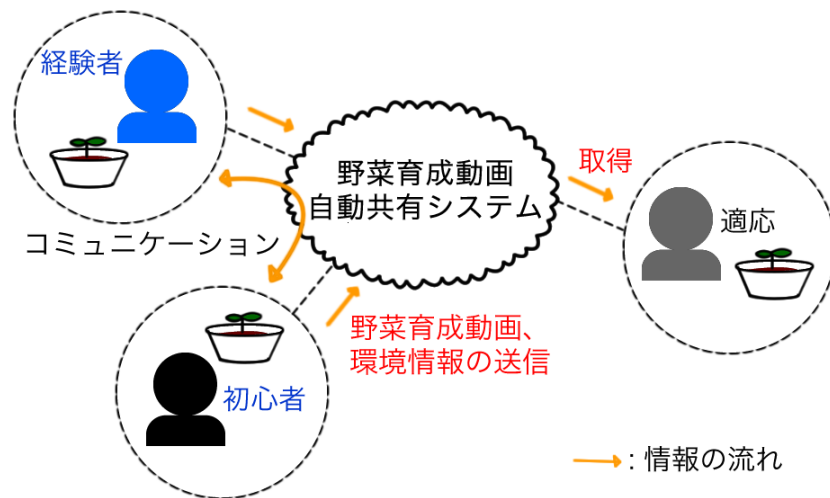 経験者
野菜育成動画
自動共有システム
取得
適応
コミュニケーション
野菜育成動画、
環境情報の送信
初心者
: 情報の流れ